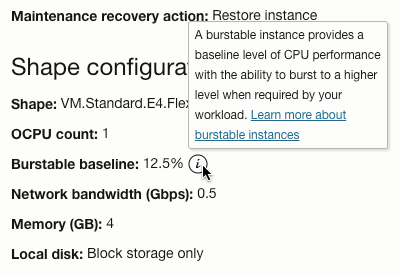 Maintenance recovery action: Restore instance
A burstable instance provides a
baseline level of CPU performance
with the ability to burst to a higher
level when required by your
workload. Learn more about
burstable instances
Shape configura
Shape: VM.Standard.E4.Flex
OCPU count: 1
Burstable baseline: 12.5% i
Network bandwidth (Gbps): 0.5
Memory (GB): 4
Local disk: Block storage only